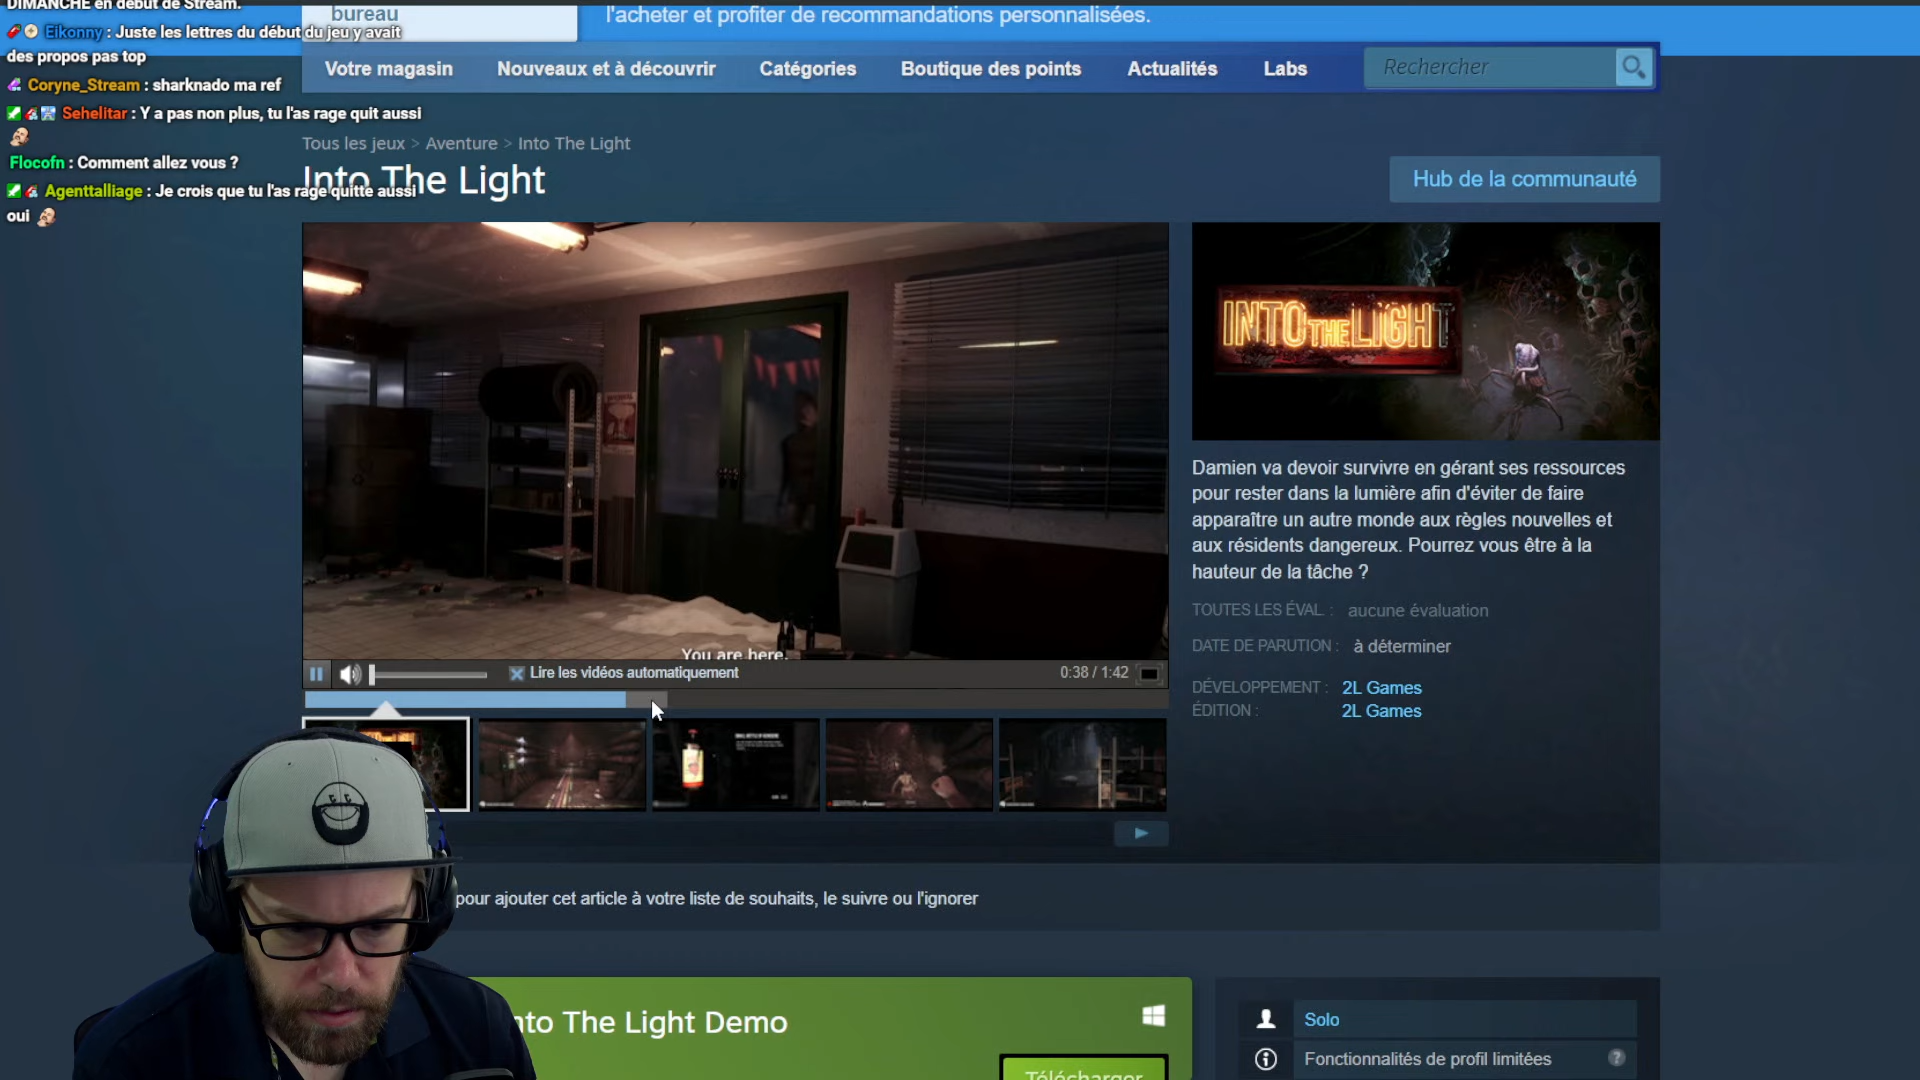 DIMANCHE en début de Stream.
Eikonny : Juste les lettres du début du jeu y avait
des propos pas top
Coryne_Stream : sharknado ma ref
Sehelitar : Y a pas non plus, tu l'as rage quit aussi
Flocofn : Comment allez vous ?
Agenttalliage : Je crois que tu l'as rage quitte aussi
oui
bureau
l'acheter et profiter de recommandations personnalisées.
Votre magasin
Nouveaux et à découvrir
Catégories
Boutique des points
Actualités
Labs
Rechercher
Tous les jeux > Aventure > Into The Light
Into The Light
Hub de la communauté
You are here.
Lire les vidéos automatiquement
0:38 / 1:42
INTO THE LIGHT
Damien va devoir survivre en gérant ses ressources
pour rester dans la lumière afin d'éviter de faire
apparaître un autre monde aux règles nouvelles et
aux résidents dangereux. Pourrez vous être à la
hauteur de la tâche ?
TOUTES LES ÉVAL. : aucune évaluation
DATE DE PARUTION : à déterminer
DÉVELOPPEMENT : 2L Games
ÉDITION : 2L Games
pour ajouter cet article à votre liste de souhaits, le suivre ou l'ignorer
nto The Light Demo
Télécharger
Solo
Fonctionnalités de profil limitées
?